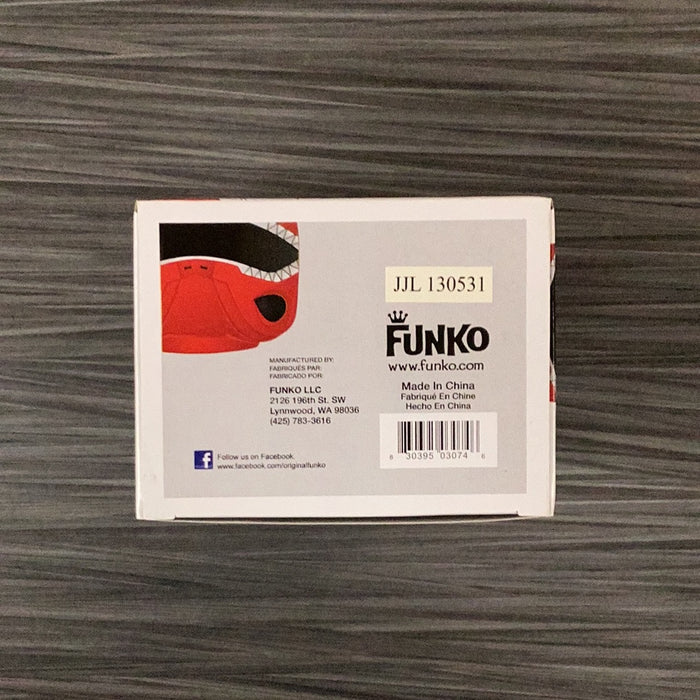 JJL 130531
FUNKO
www.funko.com
Made In China
Fabriqué En Chine
Hecho En China
MANUFACTURED BY:
FABRIQUÉS PAR:
FABRICADO POR:
FUNKO LLC
2126 196th St. SW
Lynnwood, WA 98036
(425) 783-3616
8 30395 03074 6
f Follow us on Facebook.
www.facebook.com/originalfunko